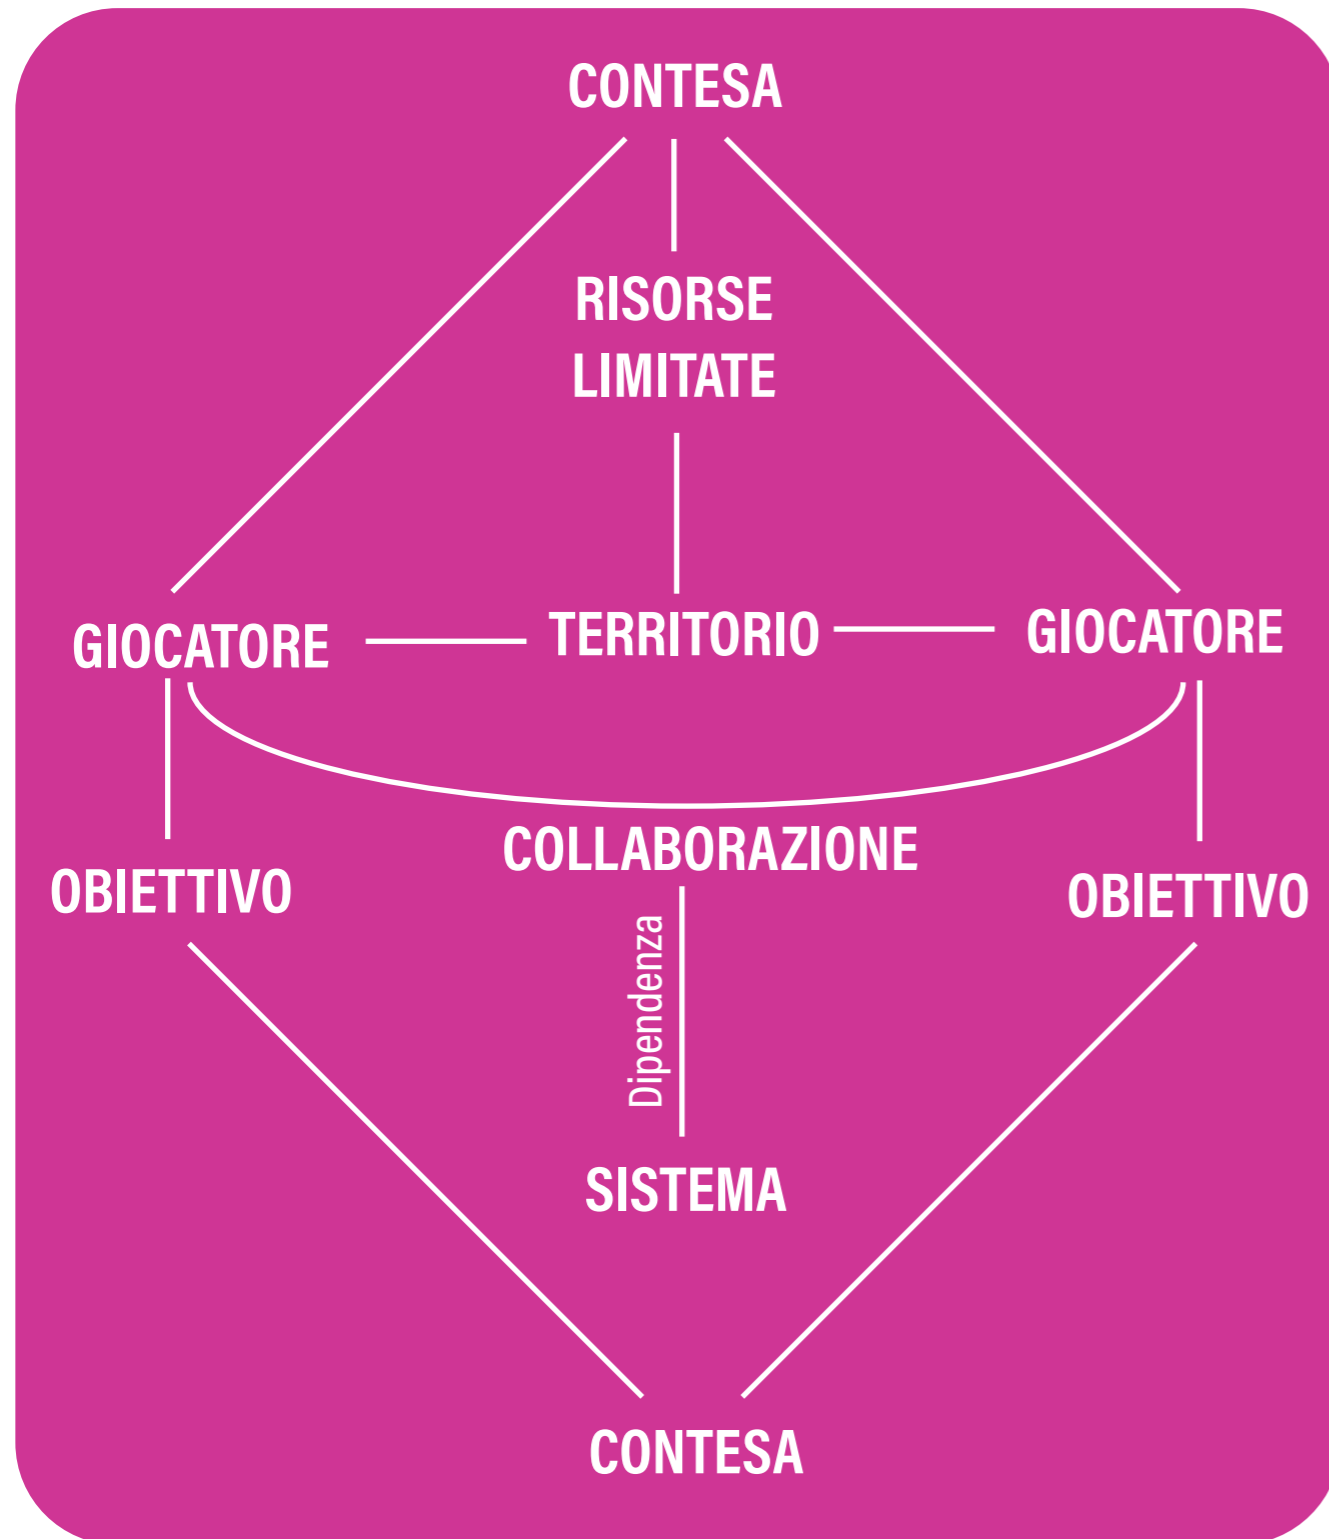 CONTESA
RISORSE
LIMITATE
GIOCATORE
TERRITORIO
GIOCATORE
COLLABORAZIONE
OBIETTIVO
OBIETTIVO
Dipendenza
SISTEMA
CONTESA